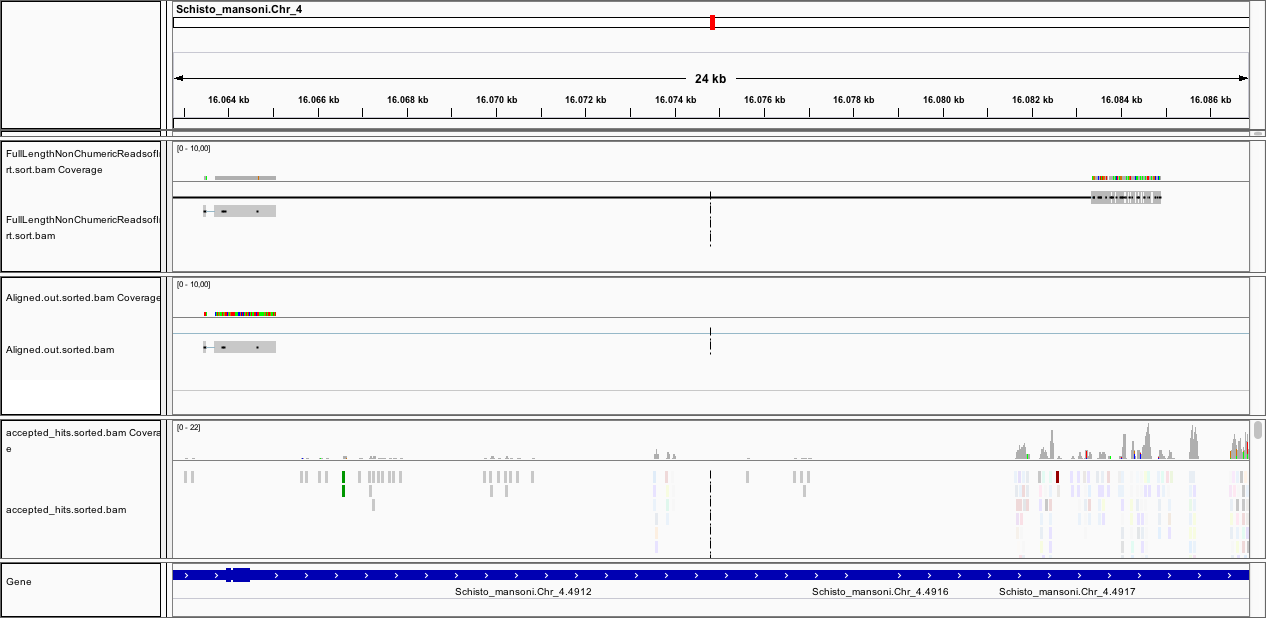 Schisto_mansoni.Chr_4
24 kb
16.064 kb 16.066 kb 16.068 kb 16.070 kb 16.072 kb 16.074 kb 16.076 kb 16.078 kb 16.080 kb 16.082 kb 16.084 kb 16.086 kb
[0 - 10,00]
FullLengthNonChumericReadsofI
rt.sort.bam Coverage
FullLengthNonChumericReadsofI
rt.sort.bam
[0 - 10,00]
Aligned.out.sorted.bam Coverage
Aligned.out.sorted.bam
[0 - 22]
accepted_hits.sorted.bam Covera
e
accepted_hits.sorted.bam
Gene
Schisto_mansoni.Chr_4.4912 Schisto_mansoni.Chr_4.4916 Schisto_mansoni.Chr_4.4917